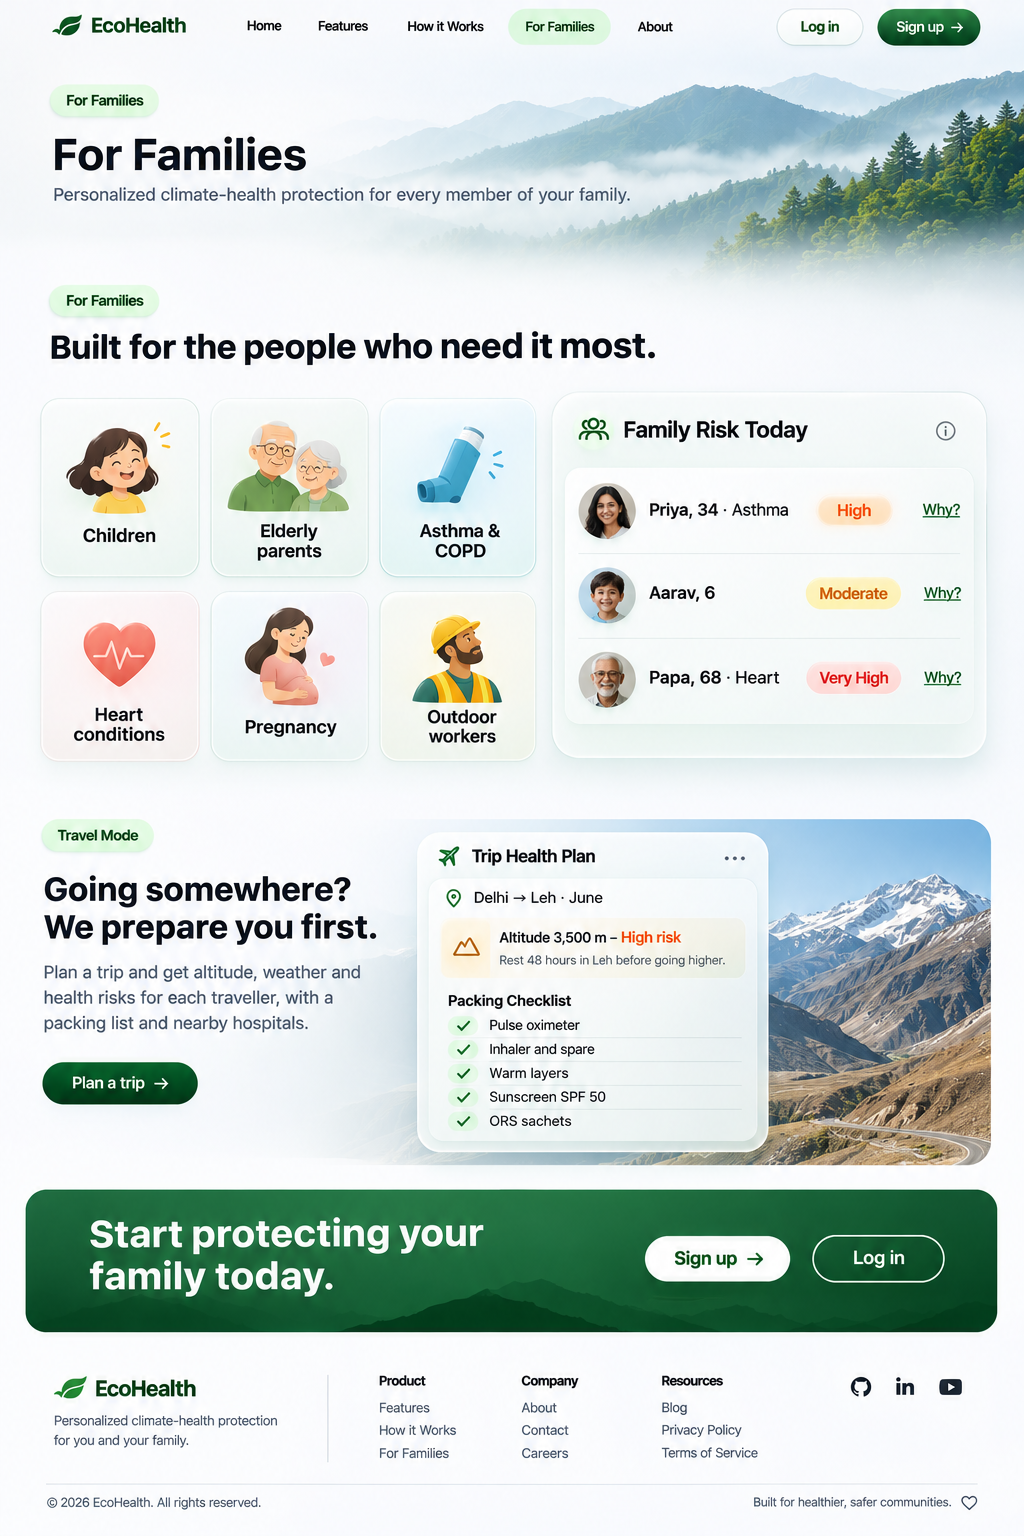 EcoHealth
Home
Features
How it Works
For Families
About
Log in
Sign up →
For Families
For Families
Personalized climate-health protection for every member of your family.
For Families
Built for the people who need it most.
Children
Elderly
parents
Asthma &
COPD
Heart
conditions
Pregnancy
Outdoor
workers
Family Risk Today
Priya, 34 · Asthma
High
Why?
Aarav, 6
Moderate
Why?
Papa, 68 · Heart
Very High
Why?
Travel Mode
Going somewhere?
We prepare you first.
Plan a trip and get altitude, weather and
health risks for each traveller, with a
packing list and nearby hospitals.
Plan a trip →
Trip Health Plan
Delhi → Leh · June
Altitude 3,500 m – High risk
Rest 48 hours in Leh before going higher.
Packing Checklist
Pulse oximeter
Inhaler and spare
Warm layers
Sunscreen SPF 50
ORS sachets
Start protecting your
family today.
Sign up →
Log in
EcoHealth
Personalized climate-health protection
for you and your family.
Product
Features
How it Works
For Families
Company
About
Contact
Careers
Resources
Blog
Privacy Policy
Terms of Service
in
© 2026 EcoHealth. All rights reserved.
Built for healthier, safer communities.